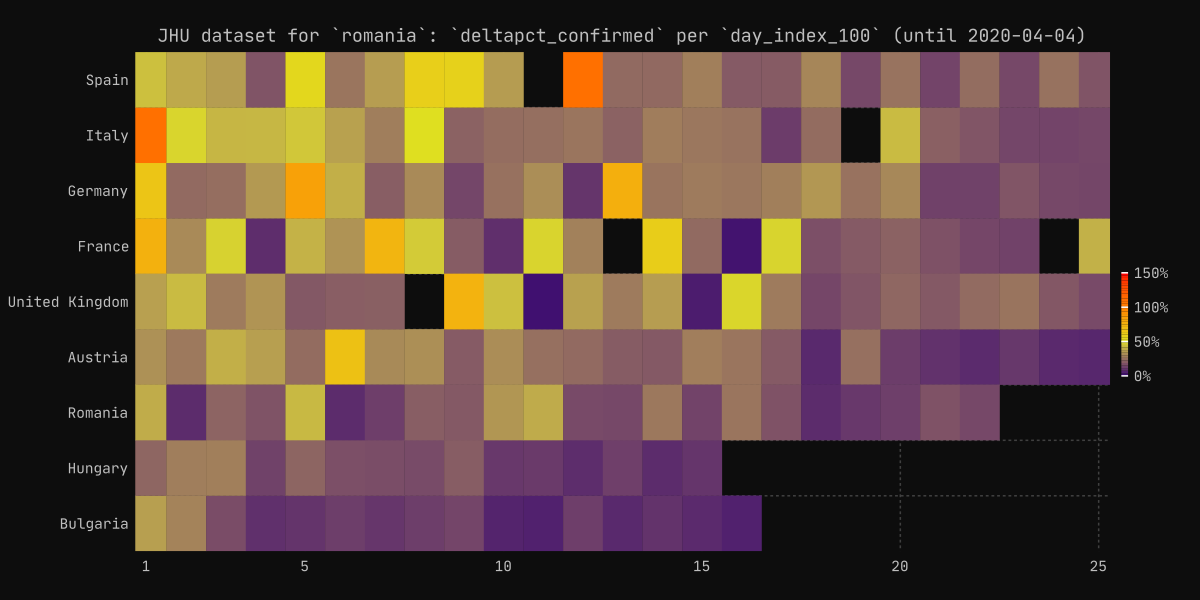 JHU dataset for `romania`: `deltapct_confirmed` per `day_index_100` (until 2020-04-04)
Spain
Italy
Germany
France
United Kingdom
Austria
Romania
Hungary
Bulgaria
1 5 10 15 20 25
150%
100%
50%
0%